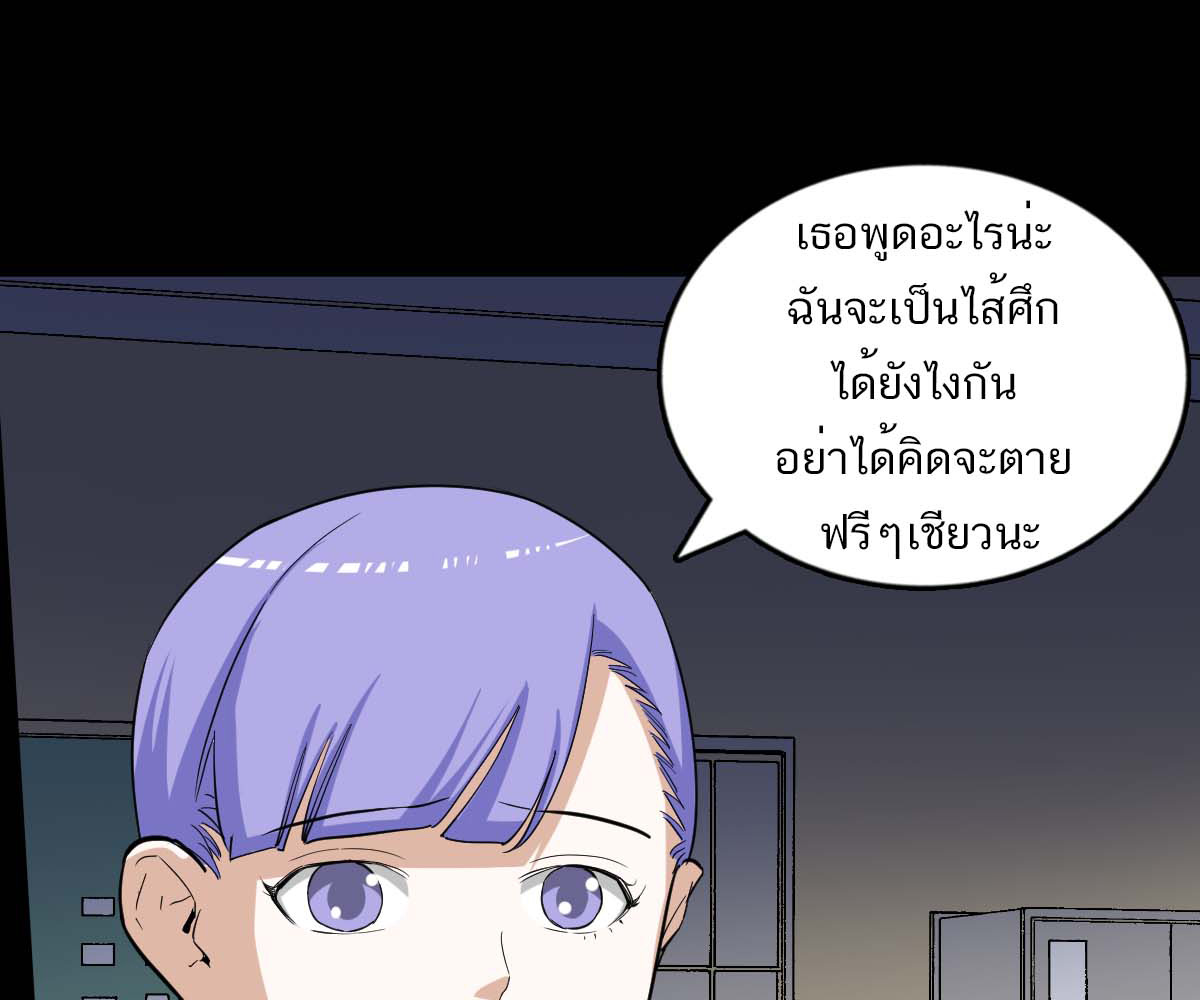 เธอพูดอะไรน่ะ
ฉันจะเป็นไส้ศึก
ได้ยังไงกัน
อย่าได้คิดจะตาย
ฟรีๆเชียวนะ